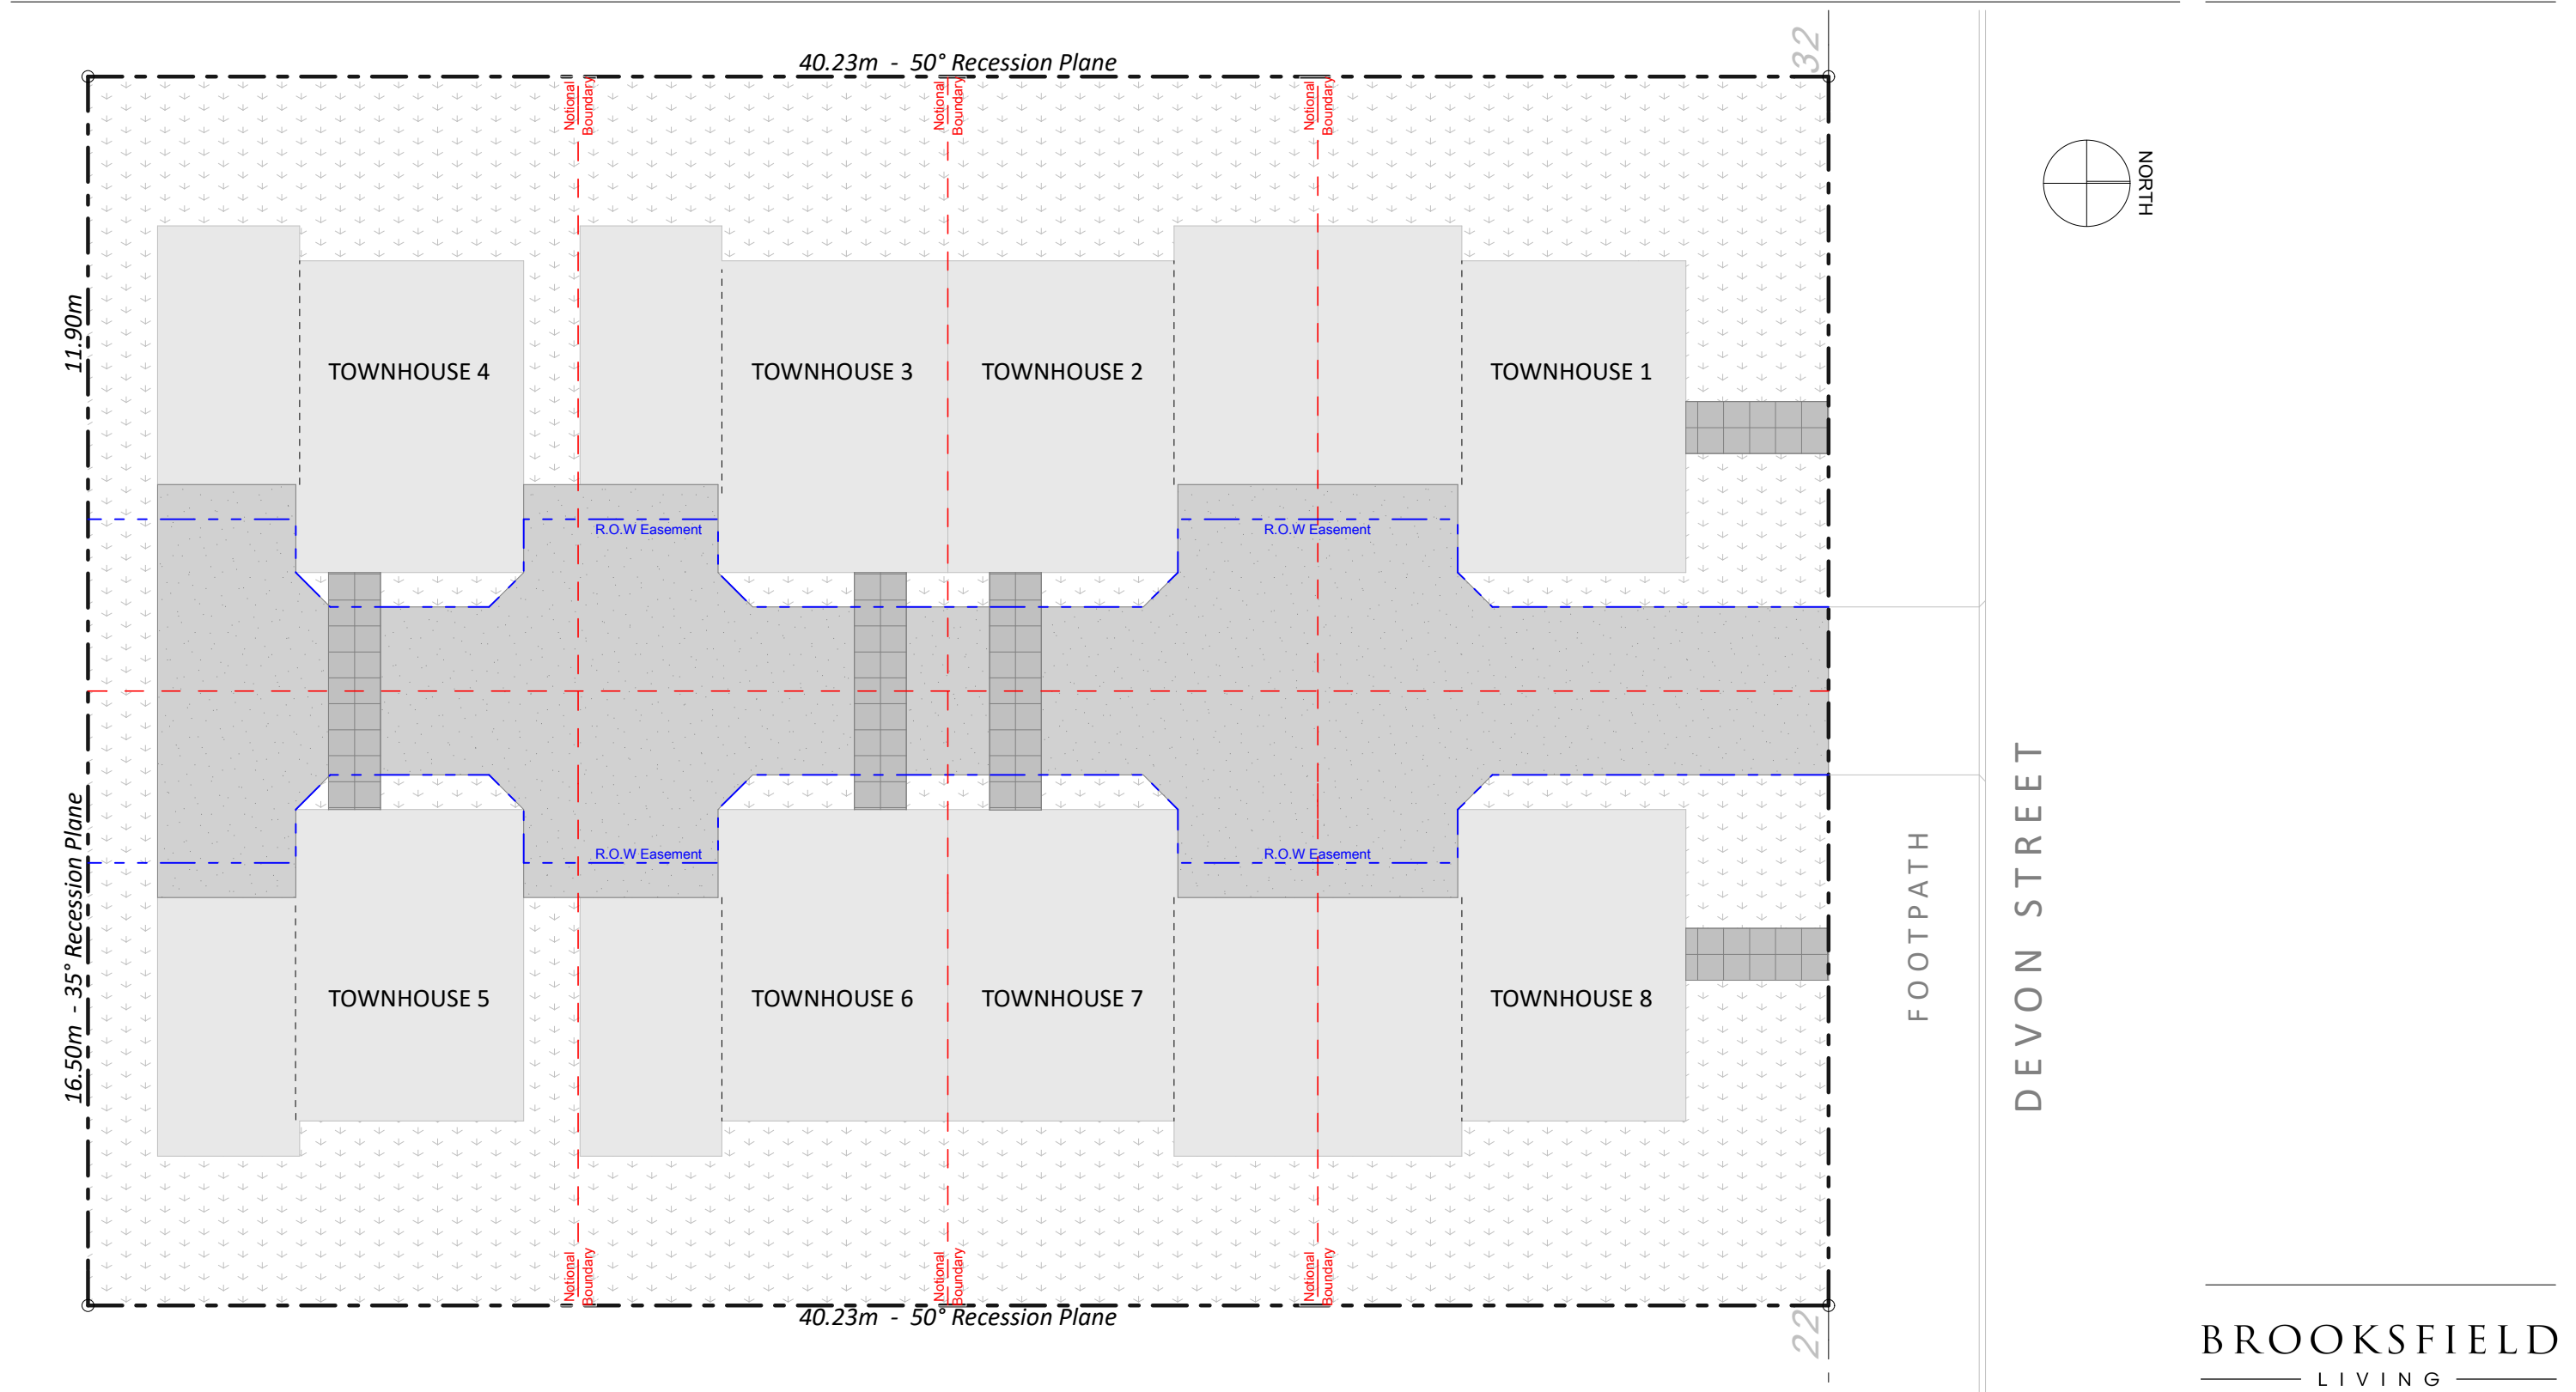 40.23m - 50° Recession Plane
32
Notional
Boundary
Notional
Boundary
Notional
Boundary
NORTH
11.90m
TOWNHOUSE 4
TOWNHOUSE 3
TOWNHOUSE 2
TOWNHOUSE 1
R.O.W Easement
R.O.W Easement
16.50m - 35° Recession Plane
R.O.W Easement
R.O.W Easement
FOOTPATH
DEVON STREET
TOWNHOUSE 5
TOWNHOUSE 6
TOWNHOUSE 7
TOWNHOUSE 8
Notional
Boundary
Notional
Boundary
Notional
Boundary
40.23m - 50° Recession Plane
22
BROOKSFIELD
LIVING